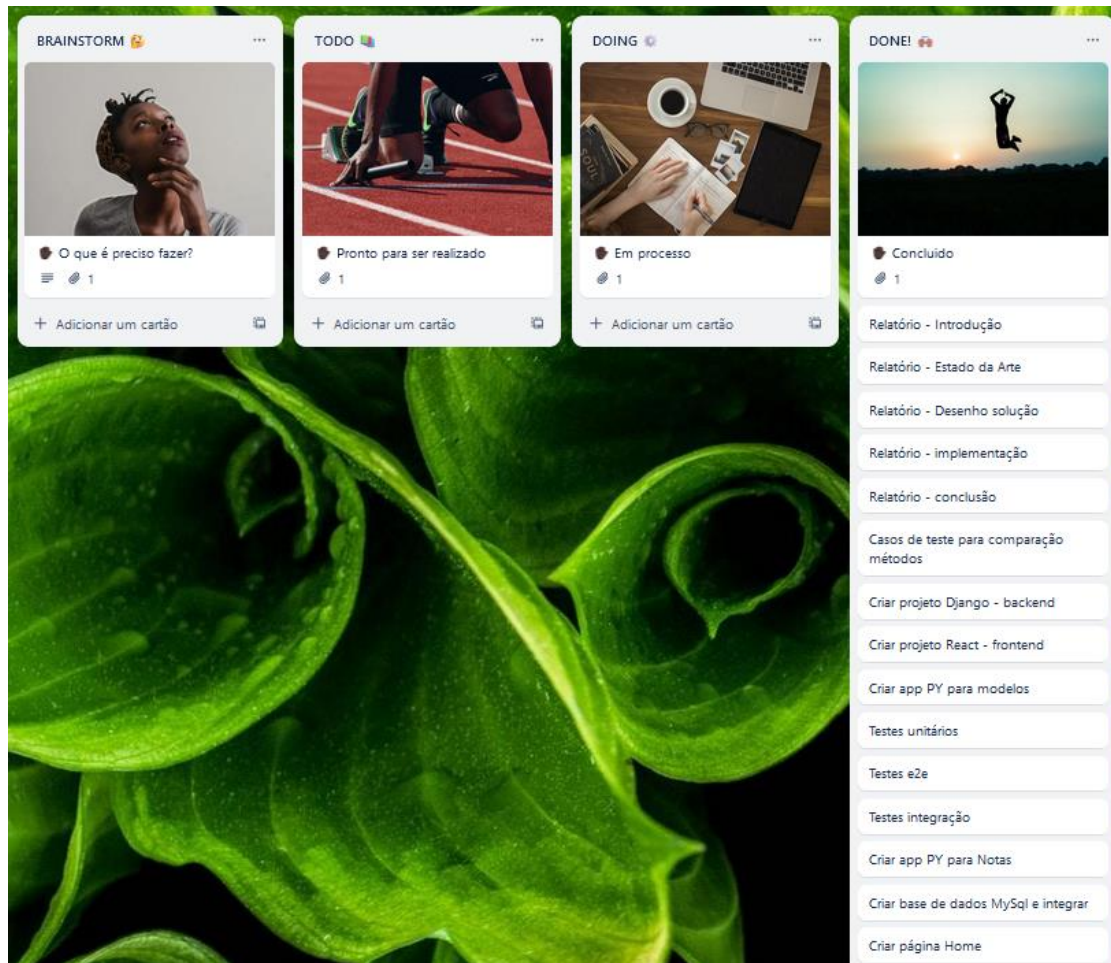 BRAINSTORM 🤔
O que é preciso fazer?
1
Adicionar um cartão
TODO 📚
Pronto para ser realizado
1
Adicionar um cartão
DOING ⚙️
Em processo
1
Adicionar um cartão
DONE! 🙌🏽
Concluido
1
Relatório - Introdução
Relatório - Estado da Arte
Relatório - Desenho solução
Relatório - implementação
Relatório - conclusão
Casos de teste para comparação
métodos
Criar projeto Django - backend
Criar projeto React - frontend
Criar app PY para modelos
Testes unitários
Testes e2e
Testes integração
Criar app PY para Notas
Criar base de dados MySql e integrar
Criar página Home
SOUL